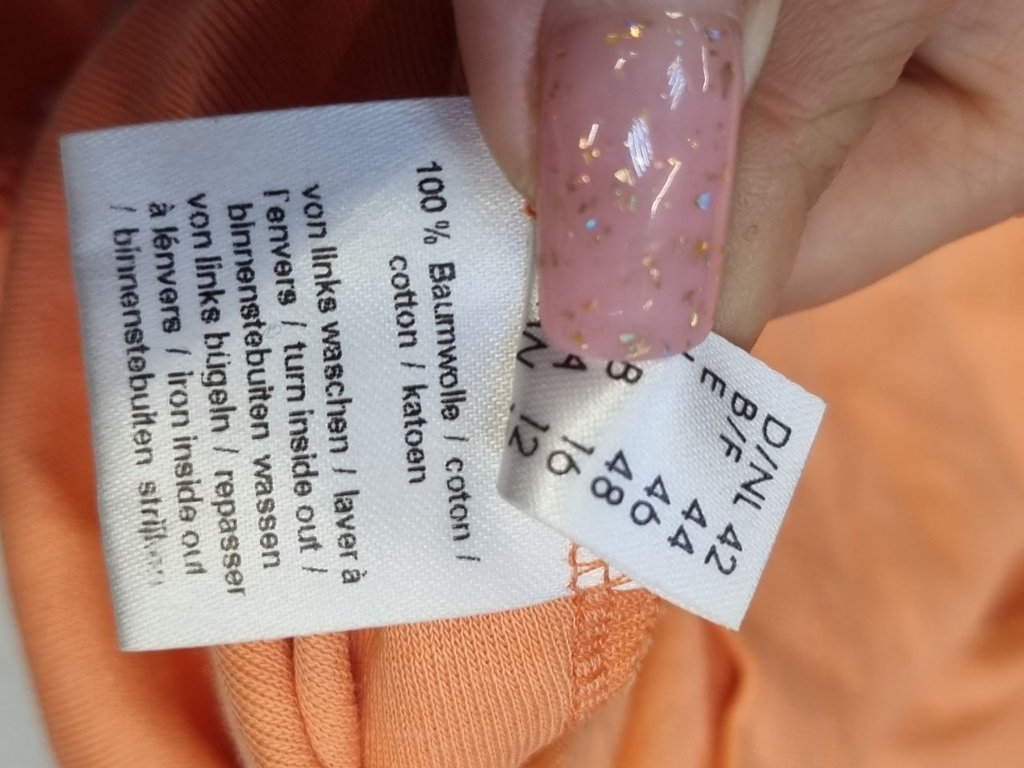 100 % Baumwolle / coton /
cotton / katoen
von links waschen / laver à
l´envers / turn inside out /
binnenstebuiten wassen
von links bügeln / repasser
à lénvers / iron inside out
/ binnenstebuiten strijken
D/NL 42
B/F 44
E 46
48
16
12